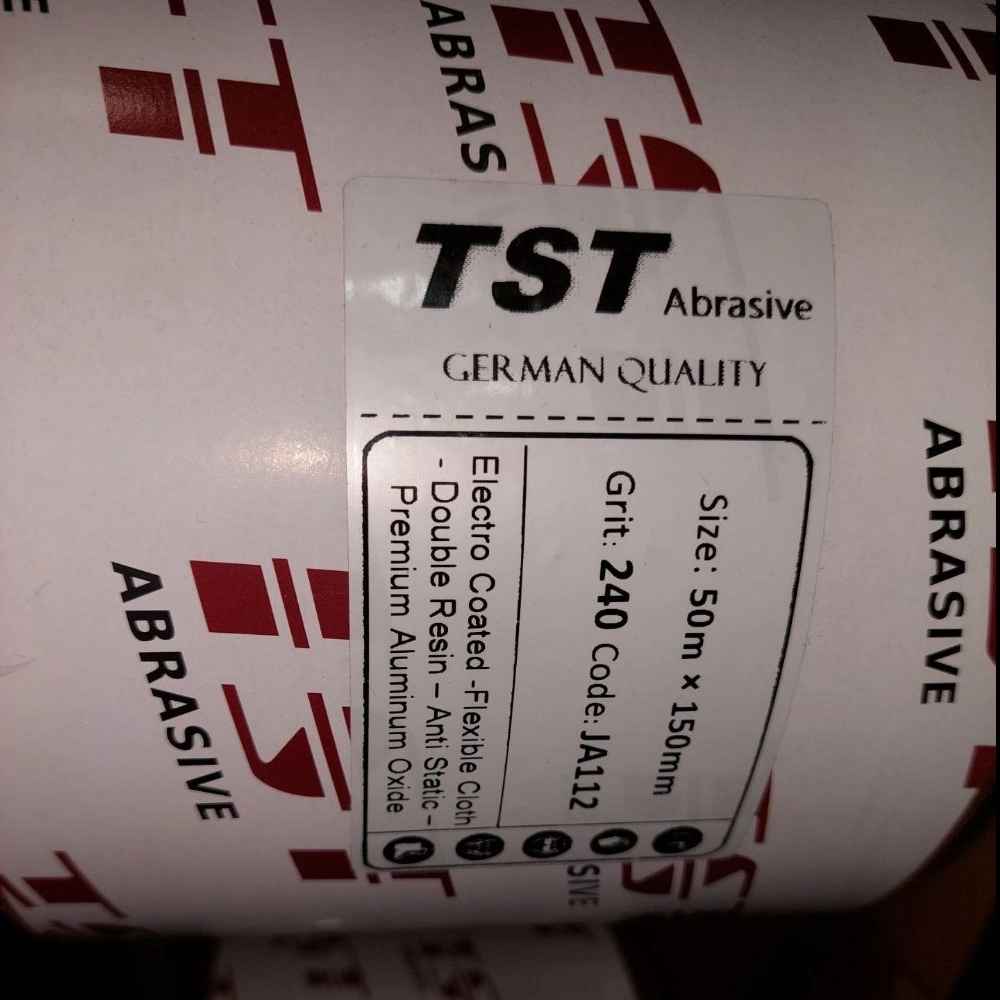 ABRAS
TST Abrasive
GERMAN QUALITY
Size: 50m × 150mm
Grit: 240 Code: JA112
Electro Coated -Flexible Cloth
- Double Resin – Anti Static –
Premium Aluminum Oxide
ABRASIVE
ABRASIVE
SIVE